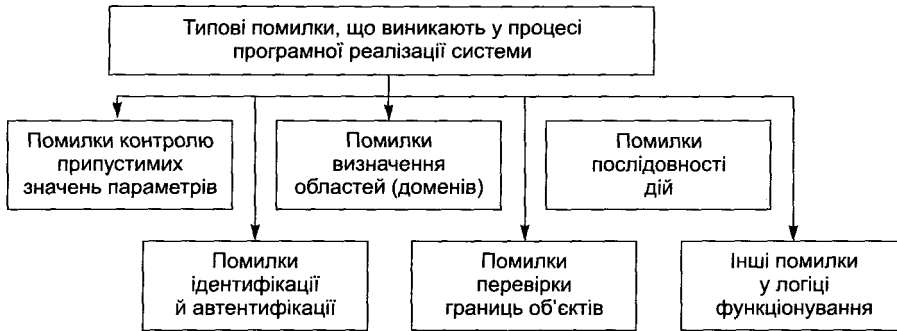 Типові помилки, що виникають у процесі
програмної реалізації системи
Помилки контролю
припустимих
значень параметрів
Помилки
визначення
областей (доменів)
Помилки
послідовності
дій
Помилки
ідентифікації
й автентифікації
Помилки
перевірки
границь об'єктів
Інші помилки
у логіці
функціонування